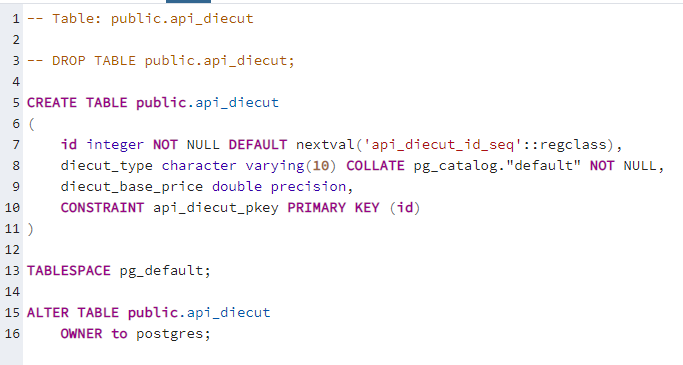 1 -- Table: public.api_diecut
2
3 -- DROP TABLE public.api_diecut;
4
5 CREATE TABLE public.api_diecut
6 (
7     id integer NOT NULL DEFAULT nextval('api_diecut_id_seq'::regclass),
8     diecut_type character varying(10) COLLATE pg_catalog."default" NOT NULL,
9     diecut_base_price double precision,
10     CONSTRAINT api_diecut_pkey PRIMARY KEY (id)
11 )
12
13 TABLESPACE pg_default;
14
15 ALTER TABLE public.api_diecut
16     OWNER to postgres;